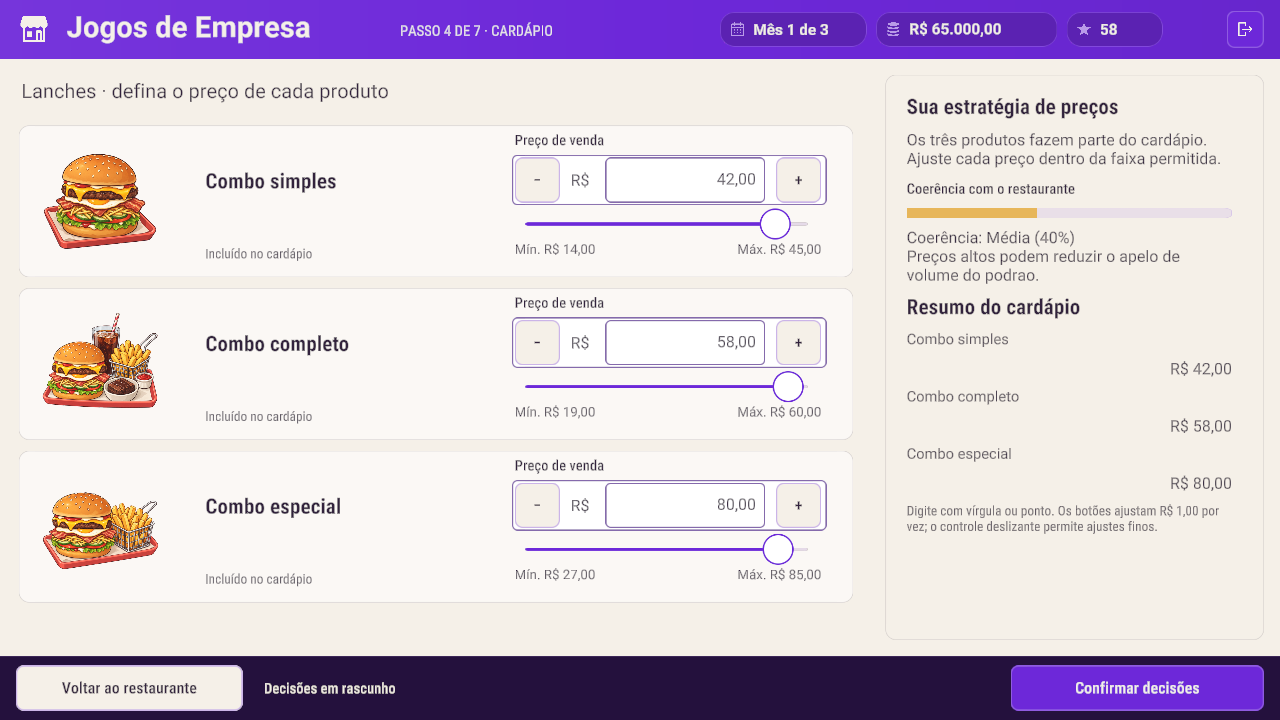 Jogos de Empresa
PASSO 4 DE 7 · CARDÁPIO
Mês 1 de 3
R$ 65.000,00
58
Lanches · defina o preço de cada produto
Combo simples
Incluído no cardápio
Preço de venda
- R$ 42,00 +
Mín. R$ 14,00
Máx. R$ 45,00
Combo completo
Incluído no cardápio
Preço de venda
- R$ 58,00 +
Mín. R$ 19,00
Máx. R$ 60,00
Combo especial
Incluído no cardápio
Preço de venda
- R$ 80,00 +
Mín. R$ 27,00
Máx. R$ 85,00
Sua estratégia de preços
Os três produtos fazem parte do cardápio.
Ajuste cada preço dentro da faixa permitida.
Coerência com o restaurante
Coerência: Média (40%)
Preços altos podem reduzir o apelo de
volume do podrao.
Resumo do cardápio
Combo simples
R$ 42,00
Combo completo
R$ 58,00
Combo especial
R$ 80,00
Digite com vírgula ou ponto. Os botões ajustam R$ 1,00 por
vez; o controle deslizante permite ajustes finos.
Voltar ao restaurante
Decisões em rascunho
Confirmar decisões